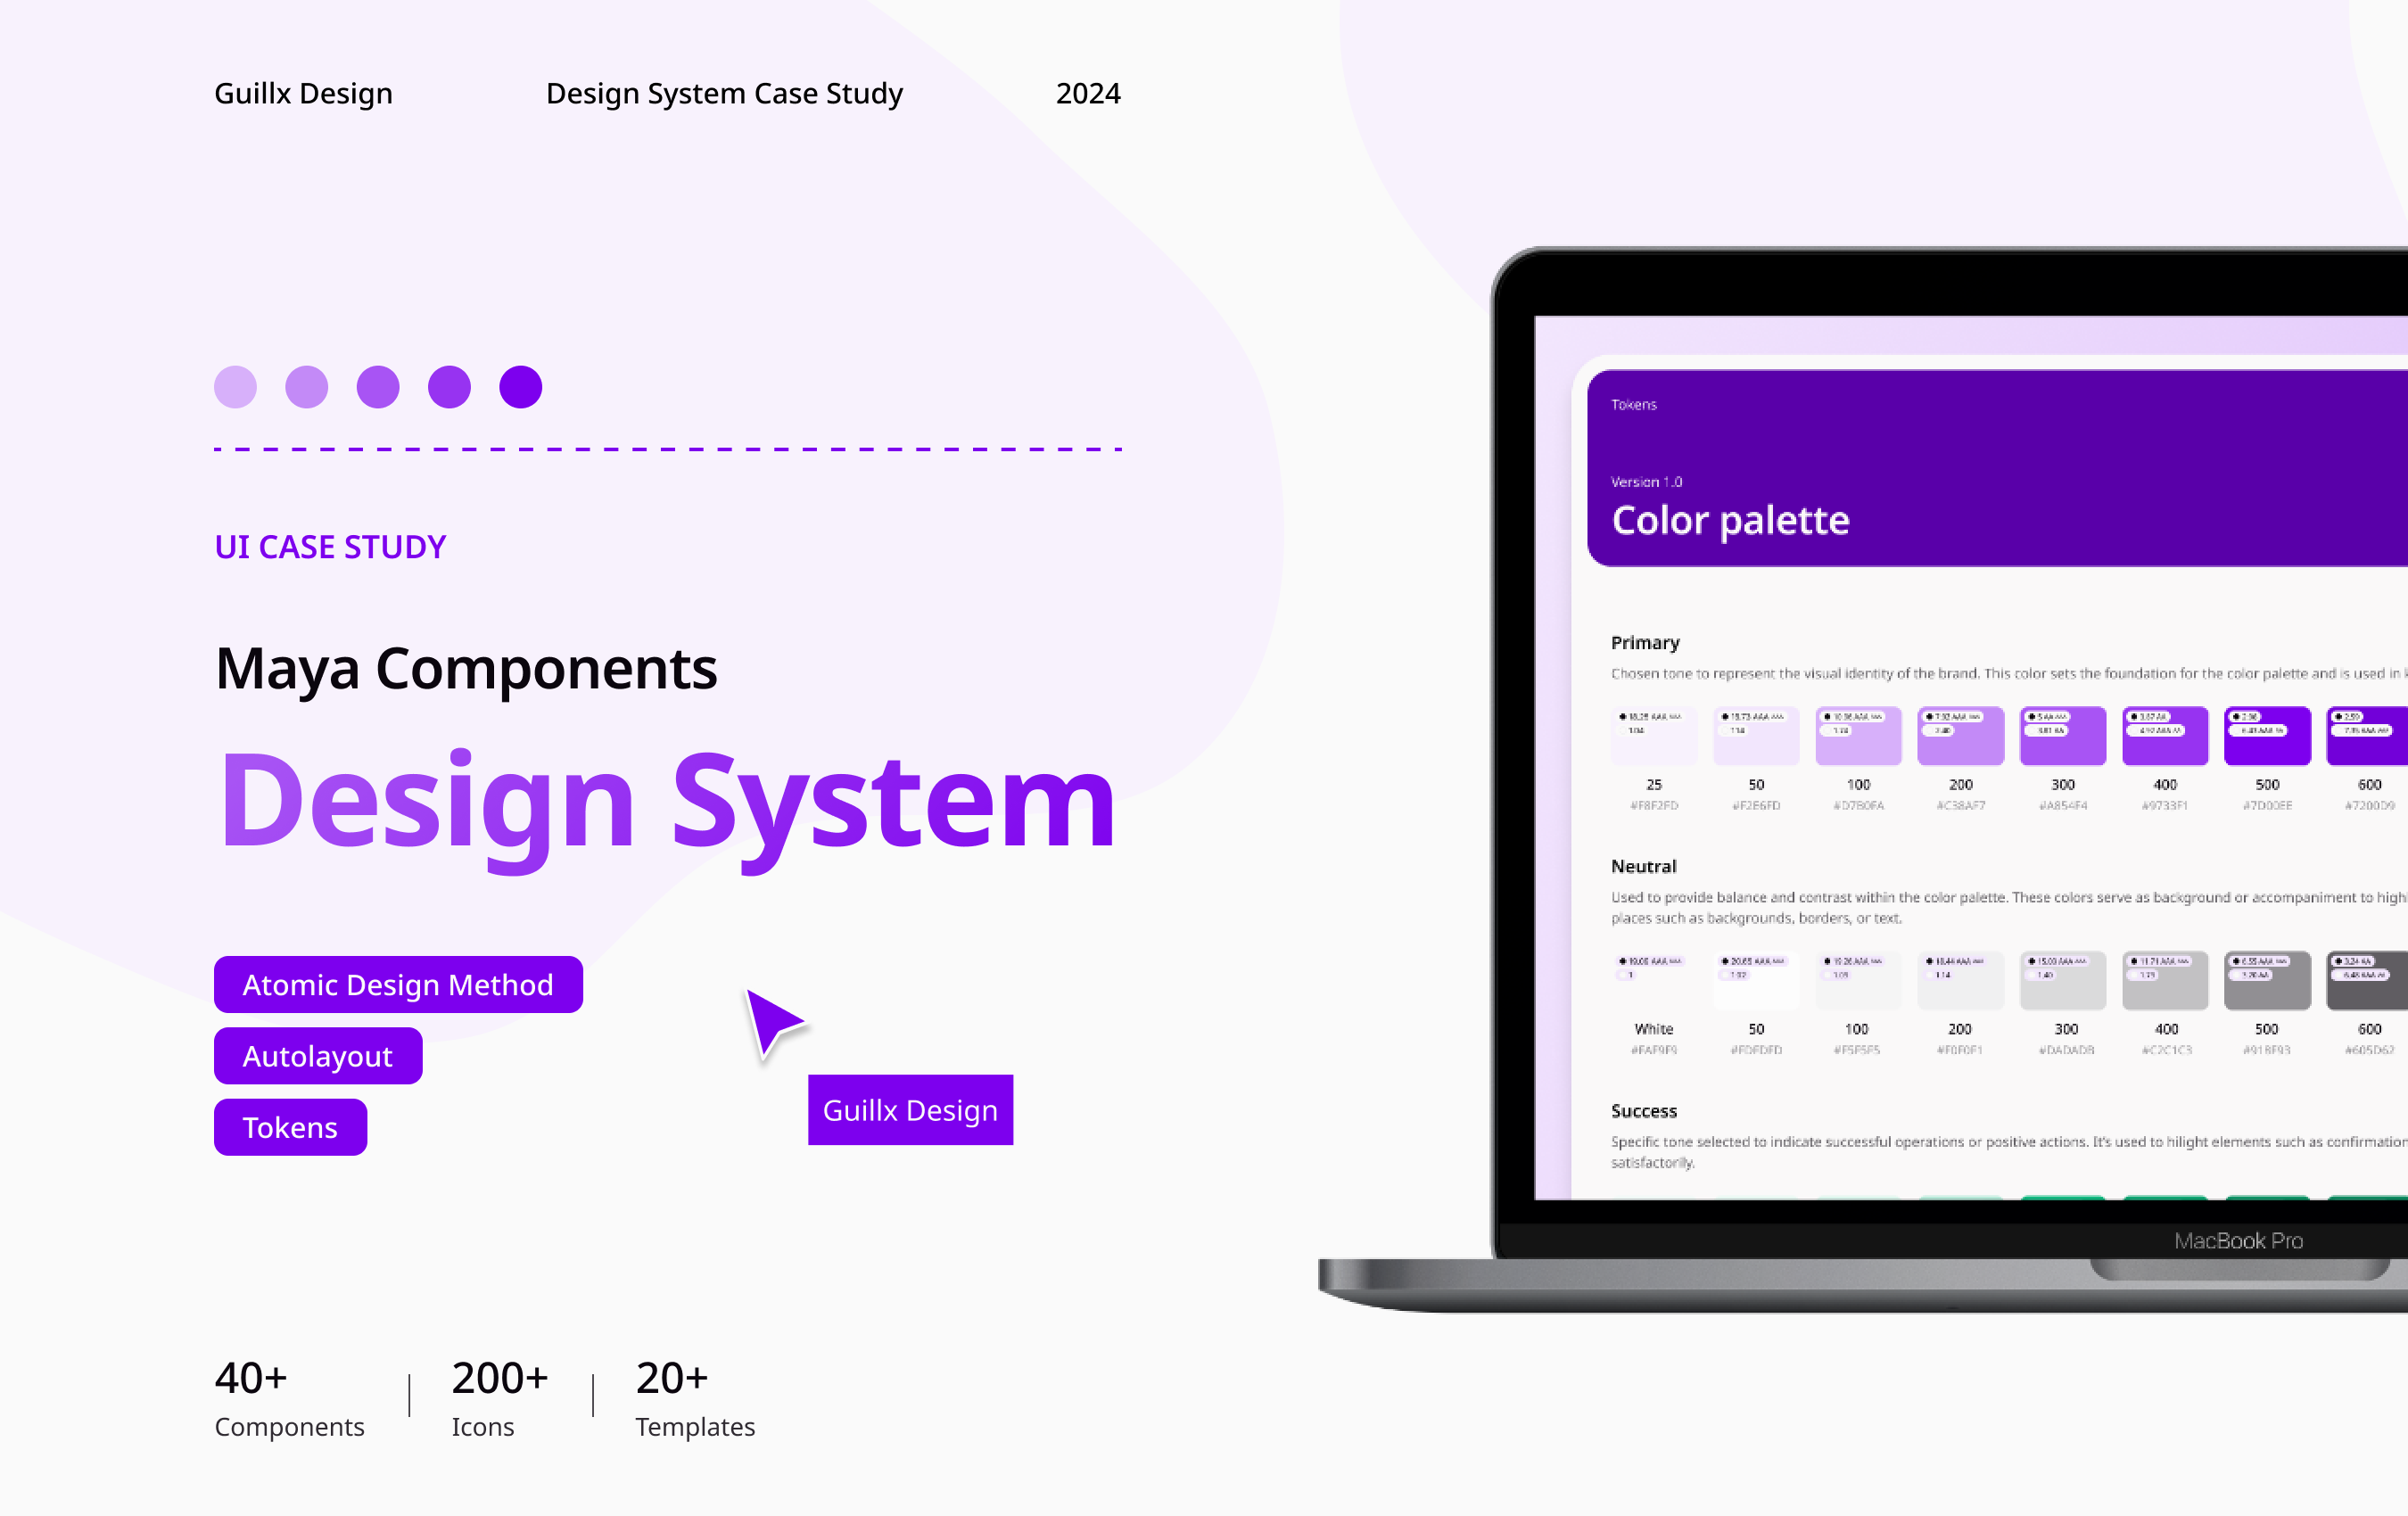 Guillx Design
Design System Case Study
2024
UI CASE STUDY
Maya Components
Design System
Atomic Design Method
Autolayout
Tokens
Guillx Design
40+
Components
200+
Icons
20+
Templates
Tokens
Version 1.0
Color palette
Primary
Chosen tone to represent the visual identity of the brand. This color sets the foundation for the color palette and is used in
25 50 100 200 300 400 500 600
#F8F2FD #F2E6FD #D7B0FA #C38AF7 #A854F4 #9733F1 #7D00EE #7200D9
Neutral
Used to provide balance and contrast within the color palette. These colors serve as background or accompaniment to
places such as backgrounds, borders, or text.
White 50 100 200 300 400 500 600
#FAF9F9 #FDFDFD #F5F5F5 #F0F0F1 #DADADB #C2C1C3 #918F93 #605D62
Success
Specific tone selected to indicate successful operations or positive actions. It's used to hilight elements such as confirmation
satisfactorily.
MacBook Pro